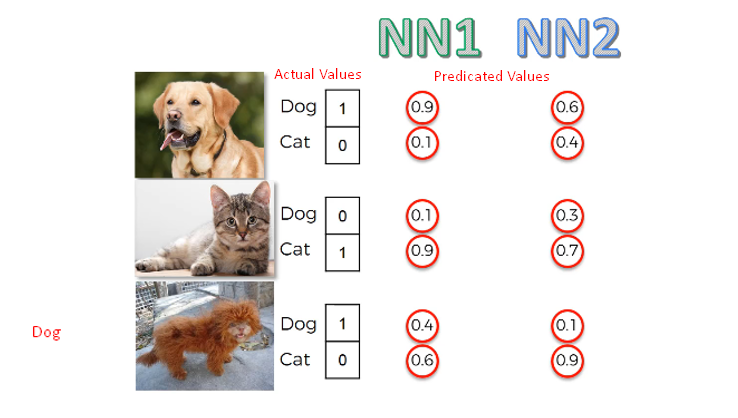 NN1 NN2
Actual Values Predicated Values
Dog 1 0.9 0.6
Cat 0 0.1 0.4
Dog 0 0.1 0.3
Cat 1 0.9 0.7
Dog 1 0.4 0.1
Dog
Cat 0 0.6 0.9